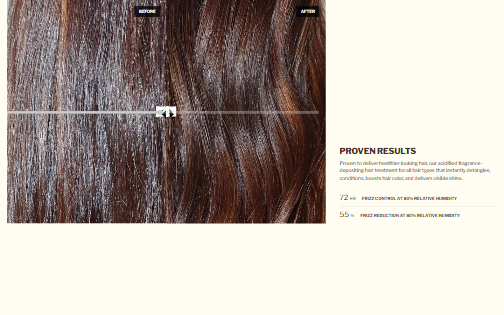 BEFORE
AFTER
PROVEN RESULTS
Proven to deliver healthier looking hair, our acidified fragrance-
depositing hair treatment for all hair types that instantly detangles,
conditions, boosts hair color, and delivers visible shine.
72 HR FRIZZ CONTROL AT 80% RELATIVE HUMIDITY
55 % FRIZZ REDUCTION AT 80% RELATIVE HUMIDITY